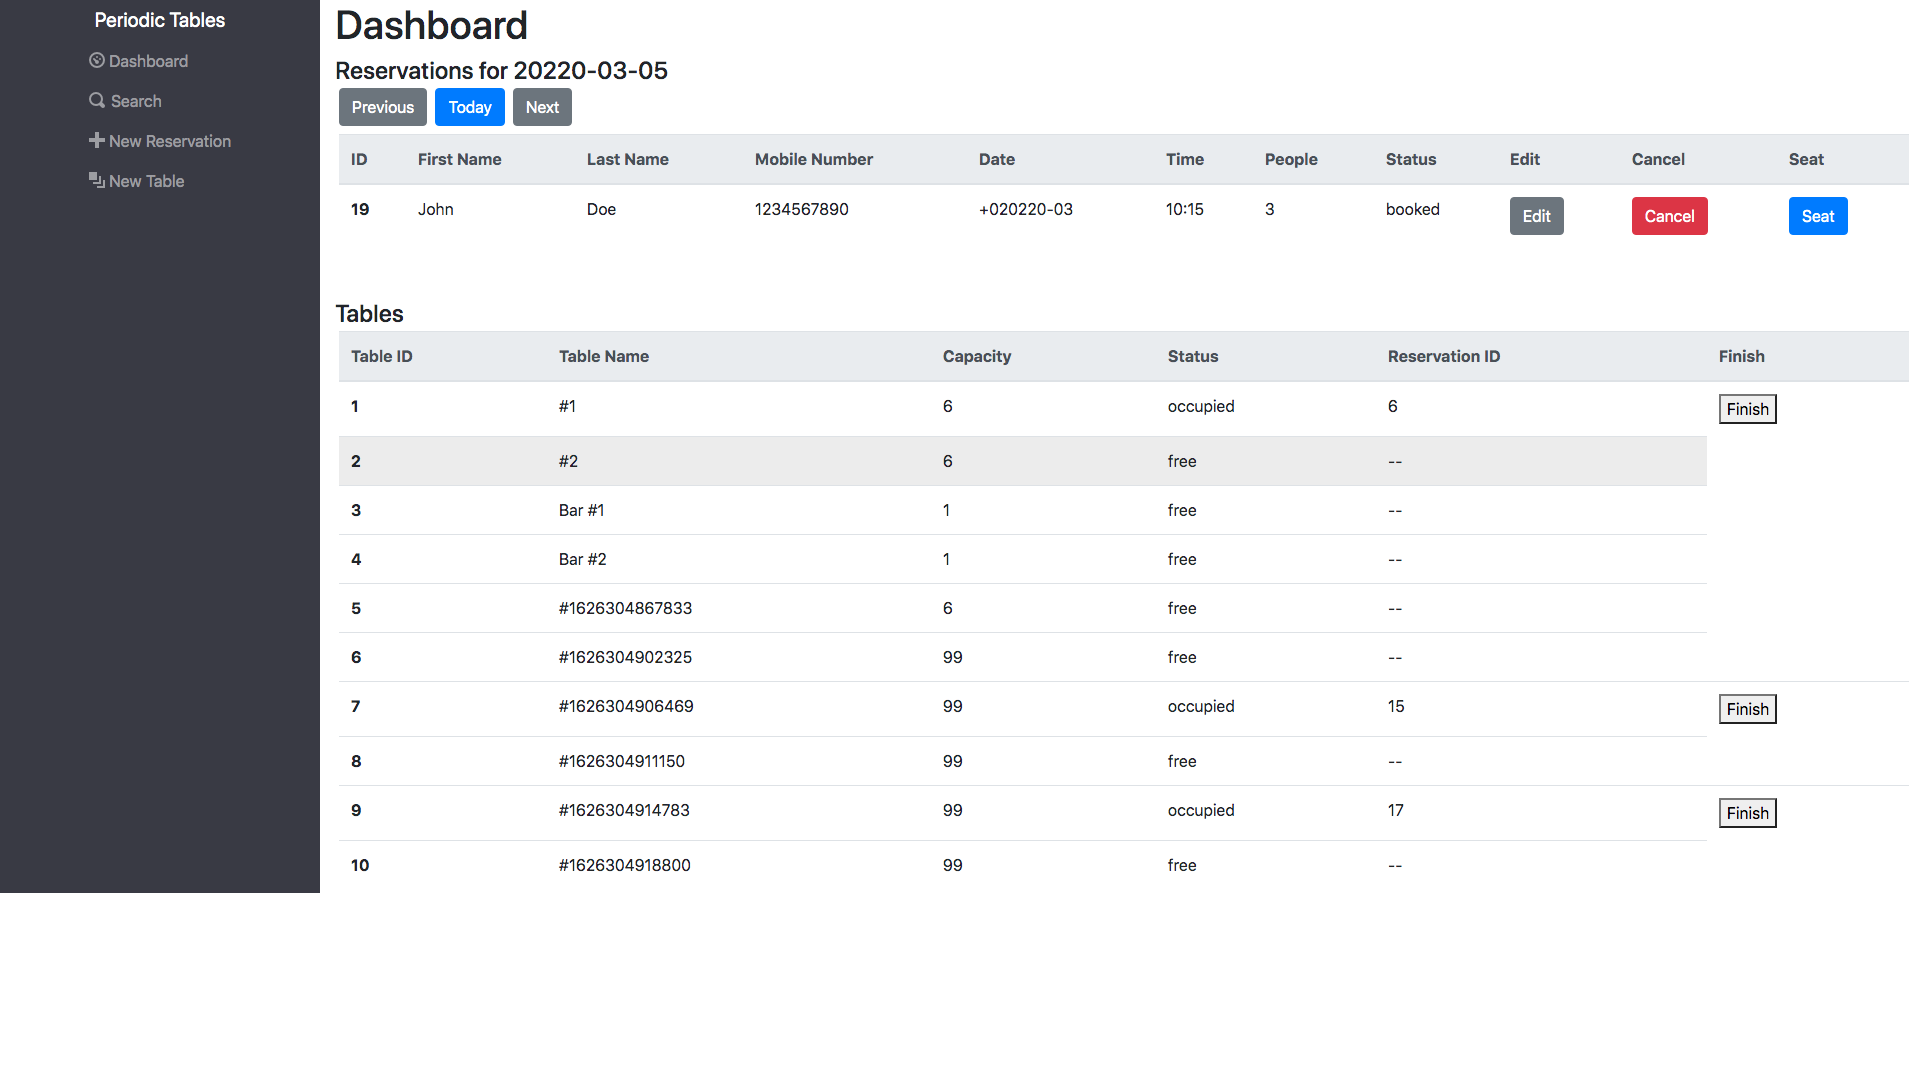 Periodic Tables
Dashboard
Search
New Reservation
New Table
Dashboard
Reservations for 20220-03-05
Previous Today Next
ID First Name Last Name Mobile Number Date Time People Status Edit Cancel Seat
19 John Doe 1234567890 +020220-03 10:15 3 booked Edit Cancel Seat
Tables
Table ID Table Name Capacity Status Reservation ID Finish
1 #1 6 occupied 6 Finish
2 #2 6 free --
3 Bar #1 1 free --
4 Bar #2 1 free --
5 #1626304867833 6 free --
6 #1626304902325 99 free --
7 #1626304906469 99 occupied 15 Finish
8 #1626304911150 99 free --
9 #1626304914783 99 occupied 17 Finish
10 #1626304918800 99 free --